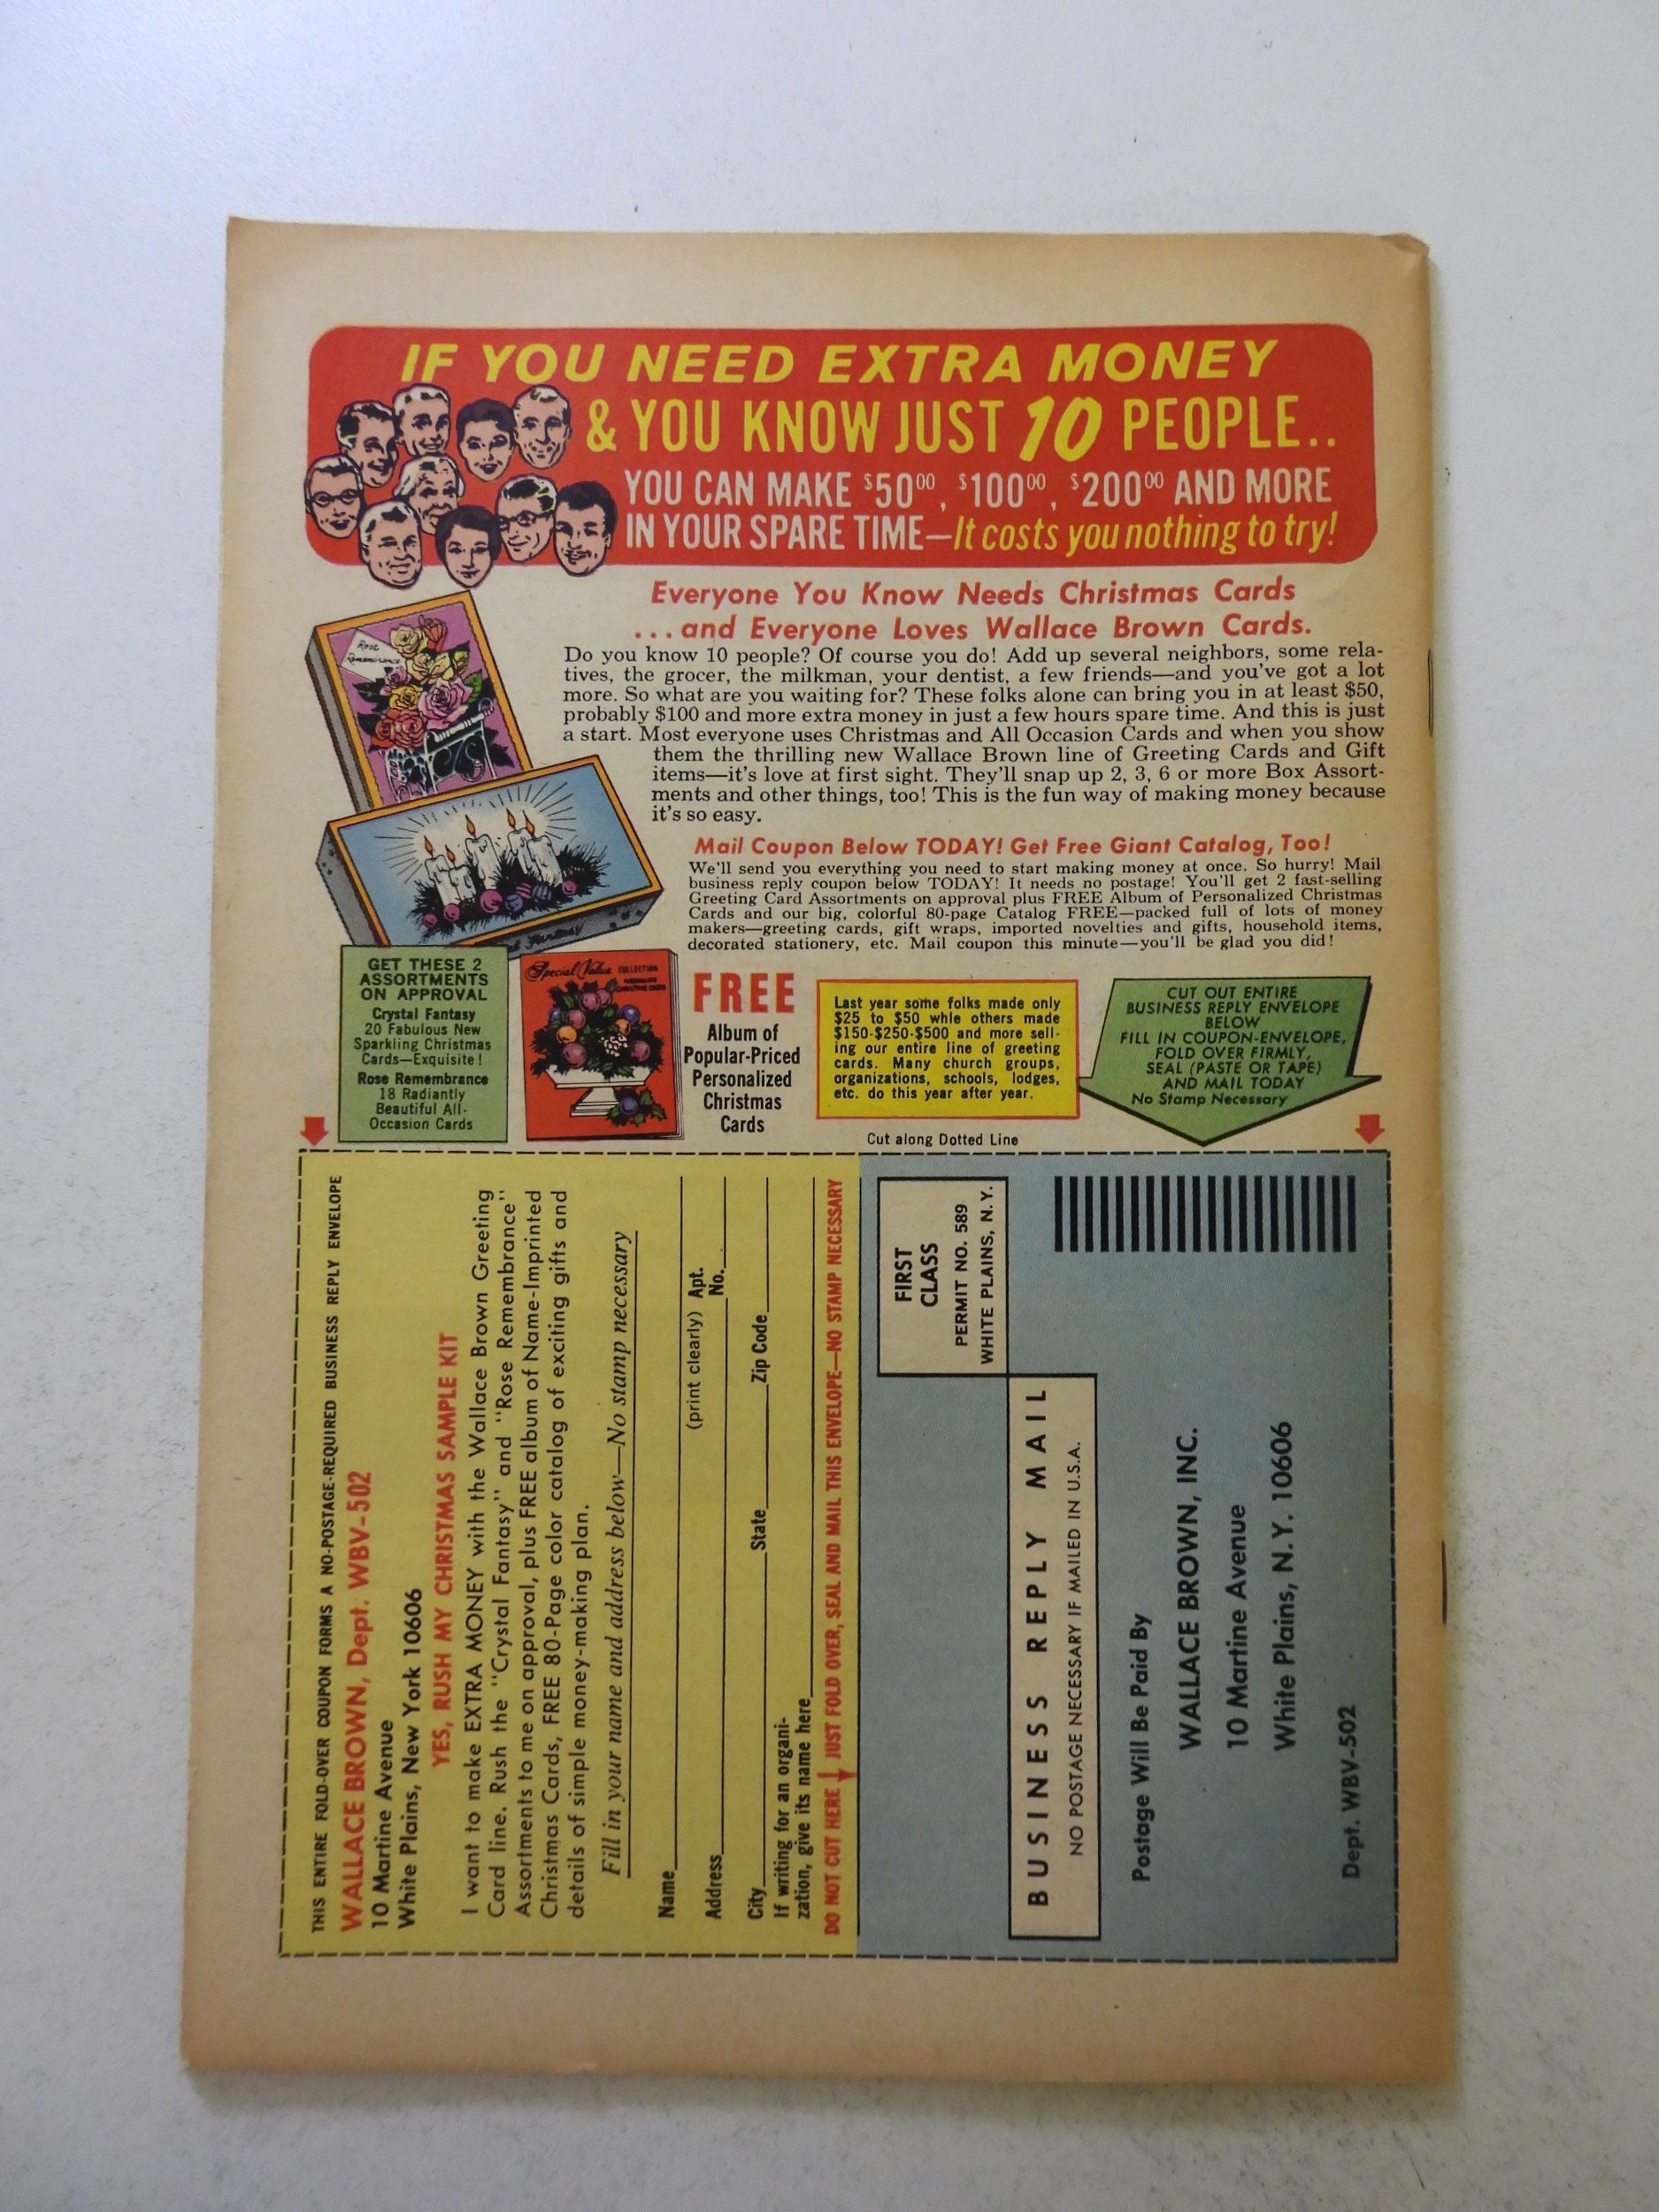 IF YOU NEED EXTRA MONEY
& YOU KNOW JUST 10 PEOPLE..
YOU CAN MAKE $50⁰⁰, $100⁰⁰, $200⁰⁰ AND MORE
IN YOUR SPARE TIME—It costs you nothing to try!
Everyone You Know Needs Christmas Cards
...and Everyone Loves Wallace Brown Cards.
Rose
Remembrance
Do you know 10 people? Of course you do! Add up several neighbors, some rela-
tives, the grocer, the milkman, your dentist, a few friends—and you've got a lot
more. So what are you waiting for? These folks alone can bring you in at least $50,
probably $100 and more extra money in just a few hours spare time. And this is just
a start. Most everyone uses Christmas and All Occasion Cards and when you show
them the thrilling new Wallace Brown line of Greeting Cards and Gift
items—it's love at first sight. They'll snap up 2, 3, 6 or more Box Assort-
ments and other things, too! This is the fun way of making money because
it's so easy.
Mail Coupon Below TODAY! Get Free Giant Catalog, Too!
We'll send you everything you need to start making money at once. So hurry! Mail
business reply coupon below TODAY! It needs no postage! You'll get 2 fast-selling
Greeting Card Assortments on approval plus FREE Album of Personalized Christmas
Cards and our big, colorful 80-page Catalog FREE—packed full of lots of money
makers—greeting cards, gift wraps, imported novelties and gifts, household items,
decorated stationery, etc. Mail coupon this minute—you'll be glad you did!
Fantasy
GET THESE 2
ASSORTMENTS
ON APPROVAL
Crystal Fantasy
20 Fabulous New
Sparkling Christmas
Cards—Exquisite!
Rose Remembrance
18 Radiantly
Beautiful All-
Occasion Cards
Special Value COLLECTION
FREE
Album of
Popular-Priced
Personalized
Christmas
Cards
Last year some folks made only
$25 to $50 whle others made
$150-$250-$500 and more sell-
ing our entire line of greeting
cards. Many church groups,
organizations, schools, lodges,
etc. do this year after year.
CUT OUT ENTIRE
BUSINESS REPLY ENVELOPE
BELOW
FILL IN COUPON-ENVELOPE,
FOLD OVER FIRMLY,
SEAL (PASTE OR TAPE)
AND MAIL TODAY
No Stamp Necessary
Cut along Dotted Line
THIS ENTIRE FOLD-OVER COUPON FORMS A NO-POSTAGE-REQUIRED BUSINESS REPLY ENVELOPE
WALLACE BROWN, Dept. WBV-502
10 Martine Avenue
White Plains, New York 10606
YES, RUSH MY CHRISTMAS SAMPLE KIT
I want to make EXTRA MONEY with the Wallace Brown Greeting
Card line. Rush the "Crystal Fantasy" and "Rose Remembrance"
Assortments to me on approval, plus FREE album of Name-Imprinted
Christmas Cards, FREE 80-Page color catalog of exciting gifts and
details of simple money-making plan.
Fill in your name and address below—No stamp necessary
Name
(print clearly) Apt.
Address No.
City State Zip Code
If writing for an organi-
zation, give its name here
DO NOT CUT HERE JUST FOLD OVER, SEAL AND MAIL THIS ENVELOPE—NO STAMP NECESSARY
FIRST
CLASS
PERMIT NO. 589
WHITE PLAINS, N.Y.
BUSINESS REPLY MAIL
NO POSTAGE NECESSARY IF MAILED IN U.S.A.
Postage Will Be Paid By
WALLACE BROWN, INC.
10 Martine Avenue
White Plains, N.Y. 10606
Dept. WBV-502